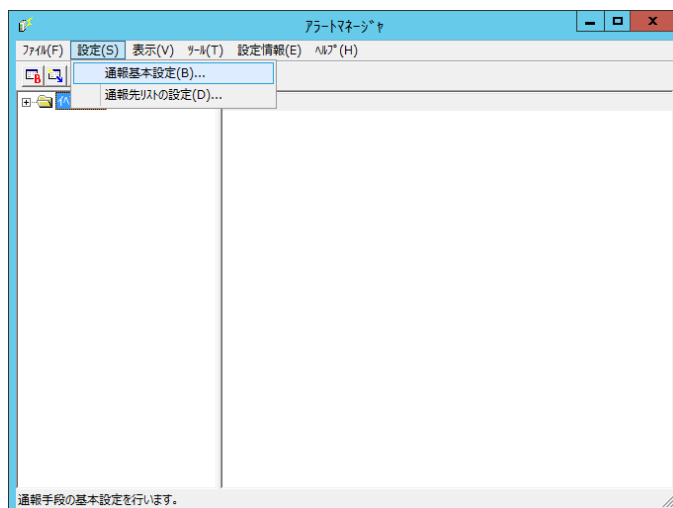 ｱﾗｰﾄﾏﾈｰｼﾞｬ
ﾌｧｲﾙ(F) 設定(S) 表示(V) ﾂｰﾙ(T) 設定情報(E) ﾍﾙﾌﾟ(H)
通報基本設定(B)...
通報先ﾘｽﾄの設定(D)...
通報手段の基本設定を行います。